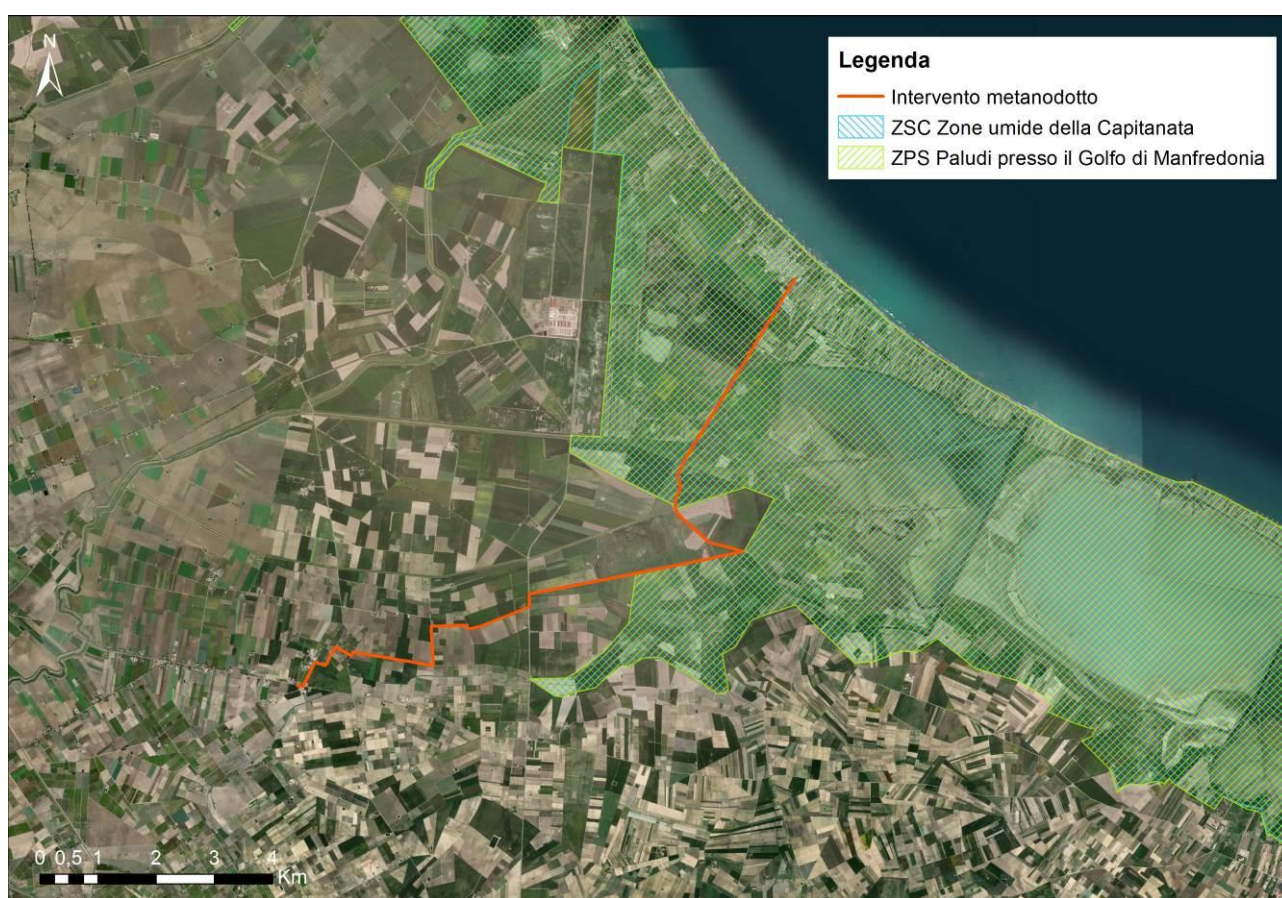 N
Legenda
Intervento metanodotto
ZSC Zone umide della Capitanata
ZPS Paludi presso il Golfo di Manfredonia
0 0,5 1 2 3 4
Km